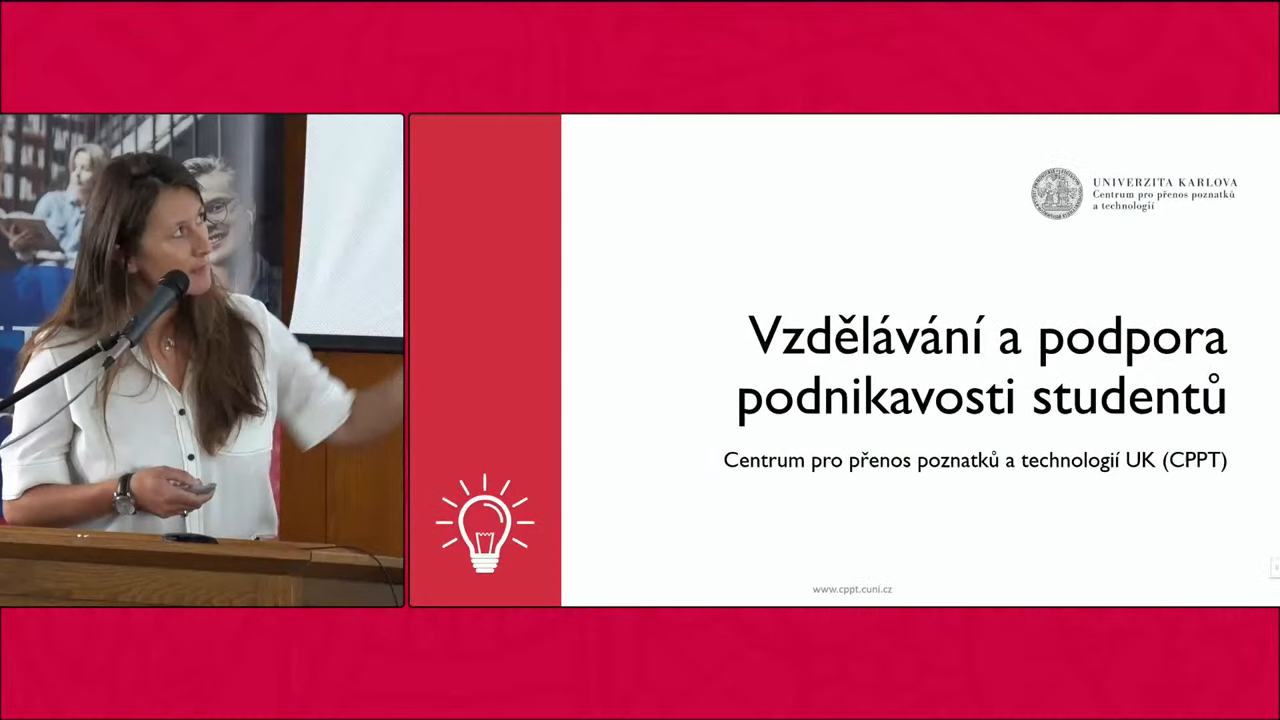 UNIVERZITA KARLOVA
Centrum pro přenos poznatků
a technologií
Vzdělávání a podpora
podnikavosti studentů
Centrum pro přenos poznatků a technologií UK (CPPT)
www.cppt.cuni.cz